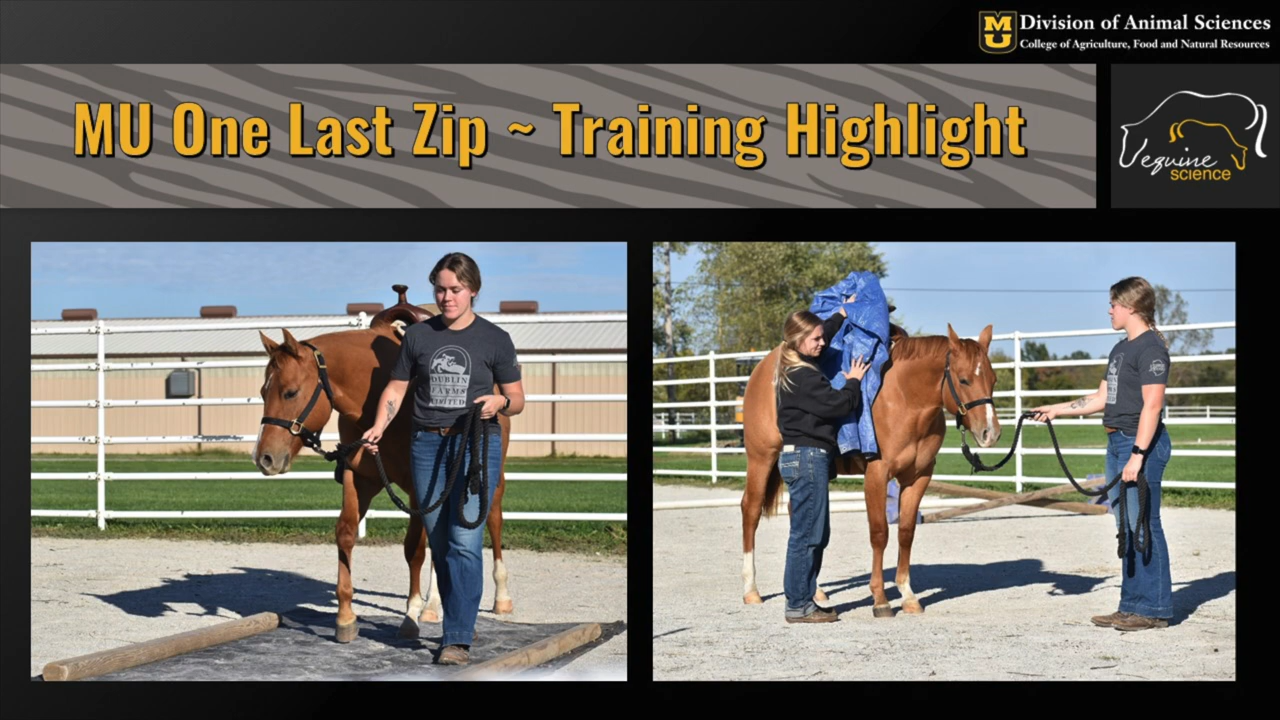 MU
Division of Animal Sciences
College of Agriculture, Food and Natural Resources
MU One Last Zip ~ Training Highlight
equine
science
DUBLIN
FARMS